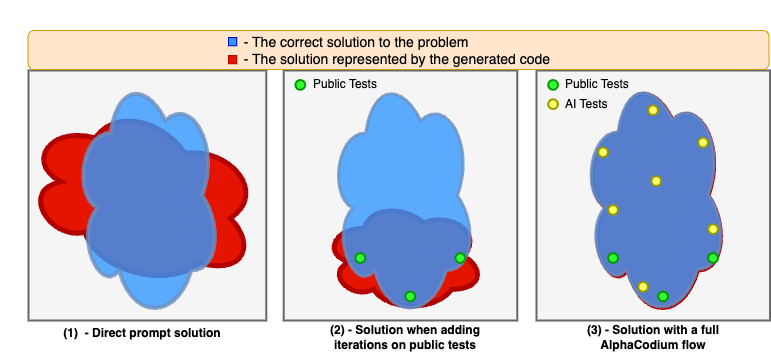 - The correct solution to the problem
- The solution represented by the generated code
Public Tests
Public Tests
AI Tests
(1) - Direct prompt solution
(2) - Solution when adding
iterations on public tests
(3) - Solution with a full
AlphaCodium flow